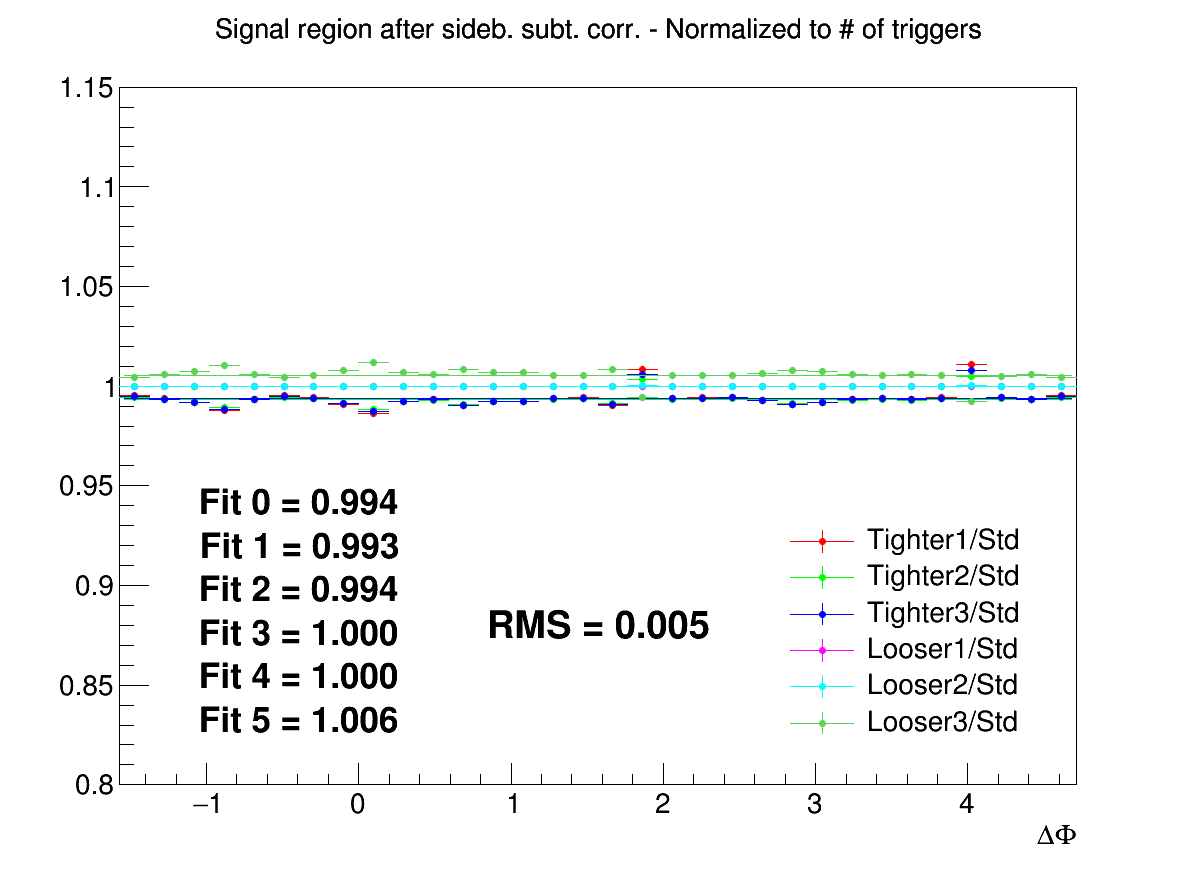 Signal region after sideb. subt. corr. - Normalized to # of triggers
1.15
1.1
1.05
1
0.95
0.9
0.85
0.8
Fit 0 = 0.994
Fit 1 = 0.993
Fit 2 = 0.994
Fit 3 = 1.000
Fit 4 = 1.000
Fit 5 = 1.006
RMS = 0.005
Tighter1/Std
Tighter2/Std
Tighter3/Std
Looser1/Std
Looser2/Std
Looser3/Std
−1 0 1 2 3 4
ΔΦ